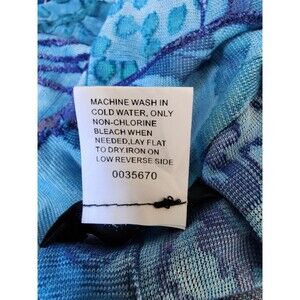 MACHINE WASH IN
COLD WATER, ONLY
NON-CHLORINE
BLEACH WHEN
NEEDED,LAY FLAT
TO DRY.IRON ON
LOW REVERSE SIDE
0035670